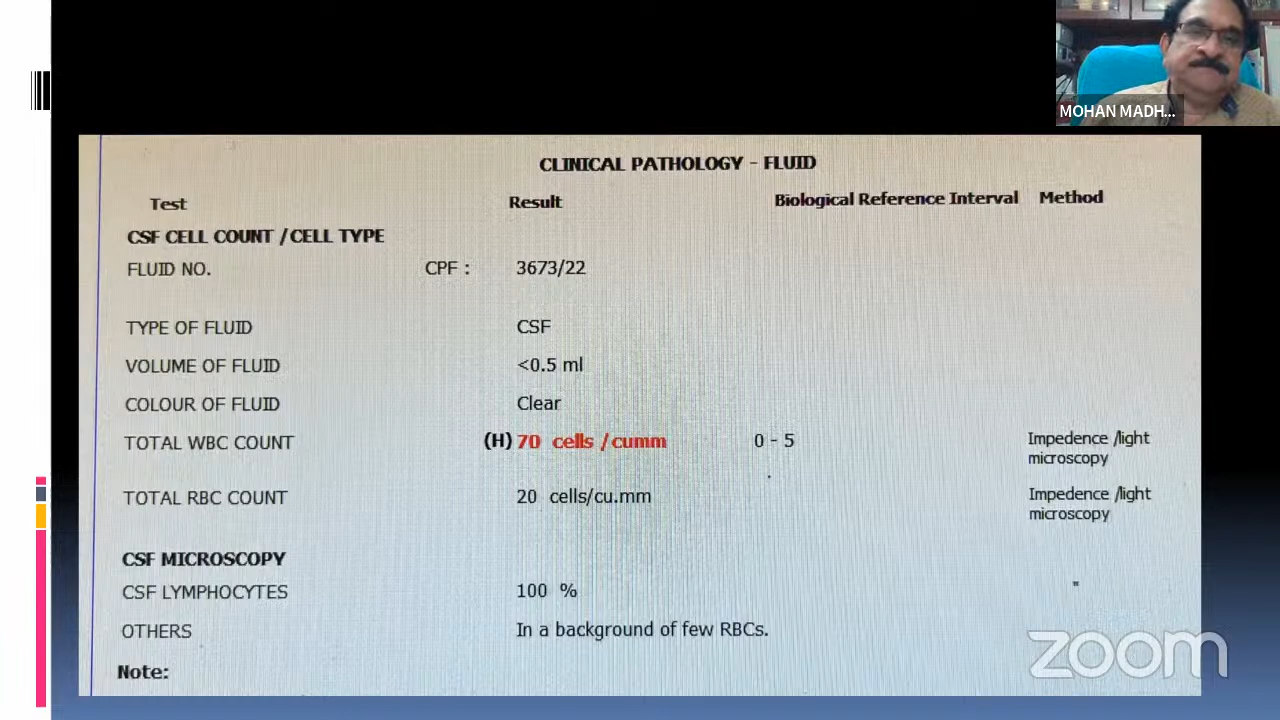 MOHAN MADH...
CLINICAL PATHOLOGY - FLUID
Test Result Biological Reference Interval Method
CSF CELL COUNT /CELL TYPE
FLUID NO. CPF : 3673/22
TYPE OF FLUID CSF
VOLUME OF FLUID <0.5 ml
COLOUR OF FLUID Clear
TOTAL WBC COUNT (H) 70 cells /cumm 0 - 5 Impedence /light
microscopy
TOTAL RBC COUNT 20 cells/cu.mm Impedence /light
microscopy
CSF MICROSCOPY
CSF LYMPHOCYTES 100 % "
OTHERS In a background of few RBCs.
Note:
zoom